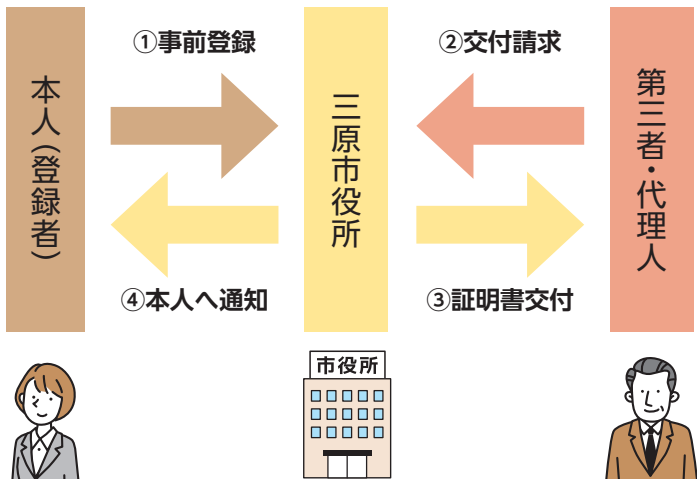 ①事前登録
②交付請求
本人（登録者）
三原市役所
第三者・代理人
④本人へ通知
③証明書交付
市役所